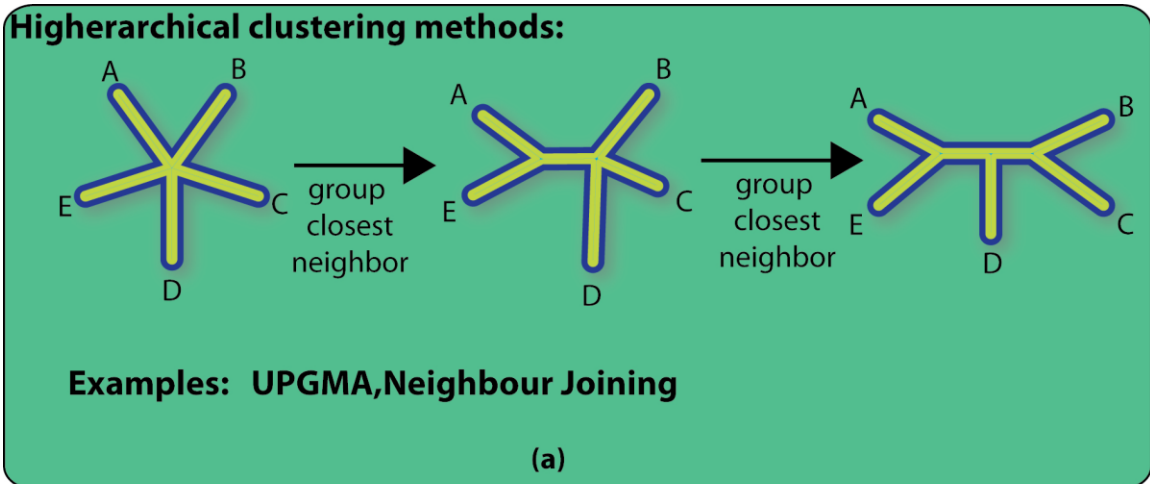 Higherarchical clustering methods:
A
B
E
C
D
group
closest
neighbor
A
B
E
C
D
group
closest
neighbor
A
B
E
C
D
Examples: UPGMA,Neighbour Joining
(a)